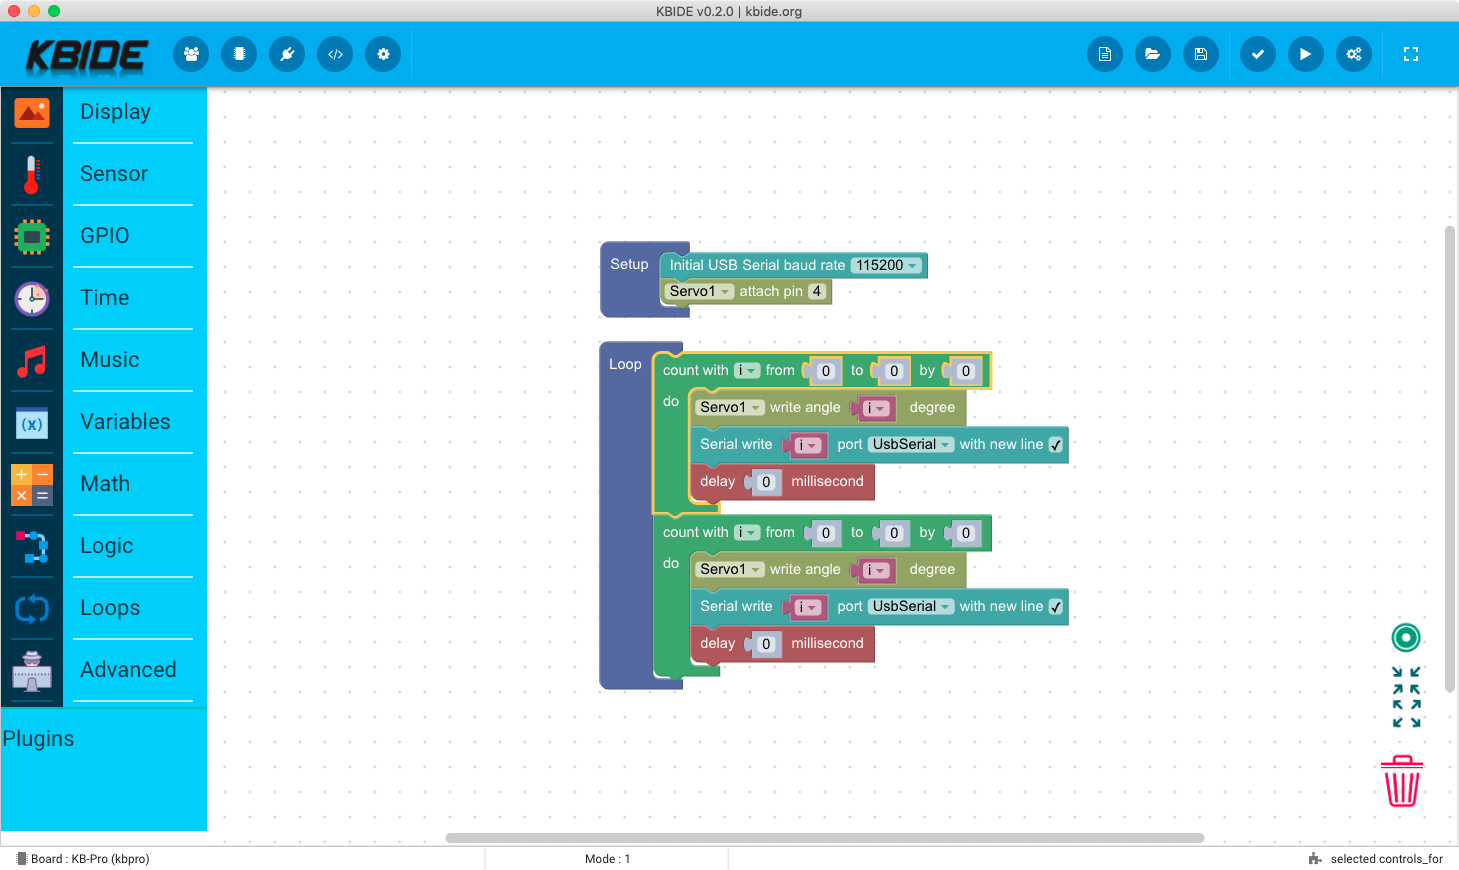 KBIDE v0.2.0 | kbide.org
KBIDE
Display
Sensor
GPIO
Time
Music
Variables
Math
Logic
Loops
Advanced
Plugins
Setup
Initial USB Serial baud rate 115200
Servo1 attach pin 4
Loop
count with i from 0 to 0 by 0
do
Servo1 write angle i degree
Serial write i port UsbSerial with new line ✓
delay 0 millisecond
count with i from 0 to 0 by 0
do
Servo1 write angle i degree
Serial write i port UsbSerial with new line ✓
delay 0 millisecond
Board : KB-Pro (kbpro)
Mode : 1
selected controls_for